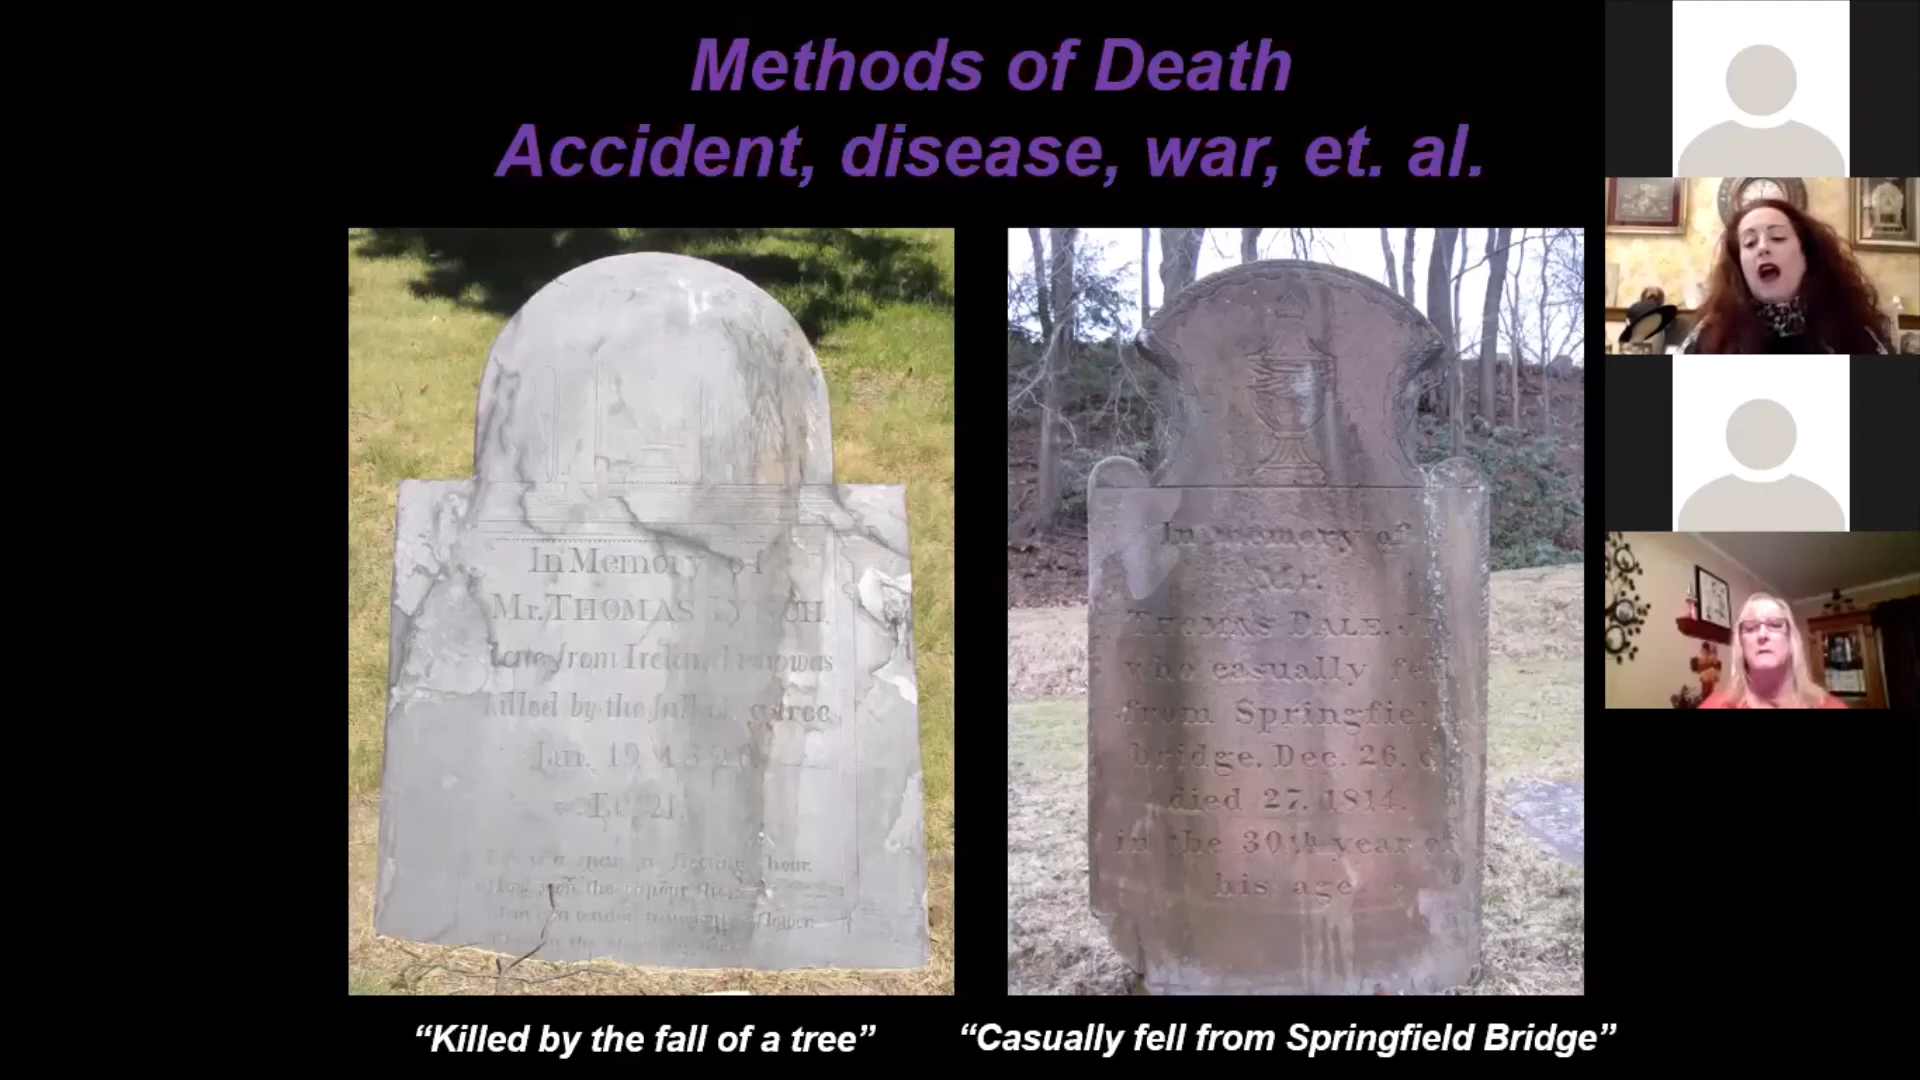 Methods of Death
Accident, disease, war, et. al.
In Memory of
Mr. THOMAS LYNCH.
late from Ireland,
killed by the fall of a tree
Jan. 19
In memory of
Mr.
THOMAS DALE. Jr
who casually fell
from Springfield
bridge. Dec. 26. &
died 27. 1814.
in the 30th year of
his age
“Killed by the fall of a tree”
“Casually fell from Springfield Bridge”